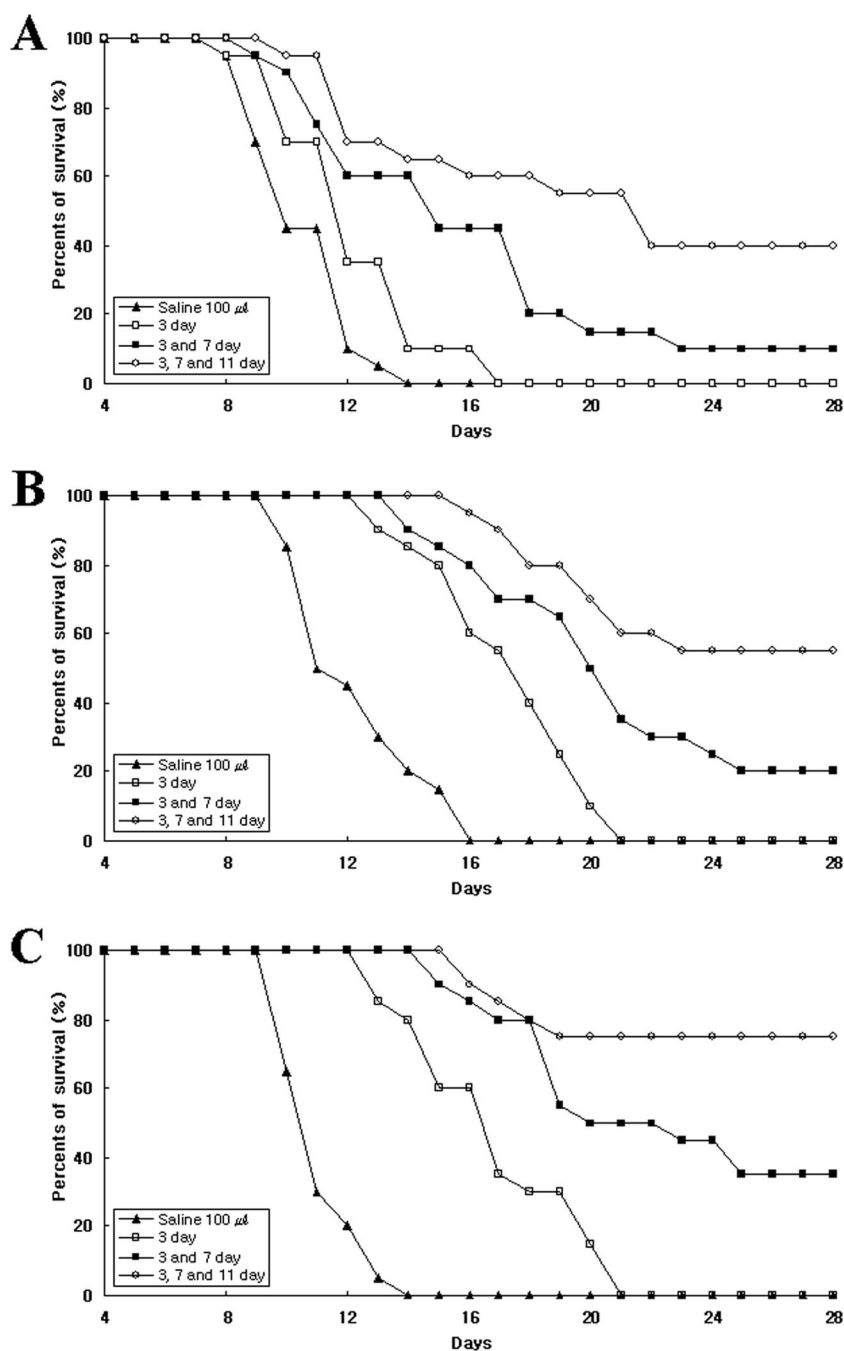 A
Percents of survival (%)
100
80
60
40
20
0
Saline 100 ㎕
3 day
3 and 7 day
3, 7 and 11 day
4 8 12 16 20 24 28
Days
B
Percents of survival (%)
100
80
60
40
20
0
Saline 100 ㎕
3 day
3 and 7 day
3, 7 and 11 day
4 8 12 16 20 24 28
Days
C
Percents of survival (%)
100
80
60
40
20
0
Saline 100 ㎕
3 day
3 and 7 day
3, 7 and 11 day
4 8 12 16 20 24 28
Days